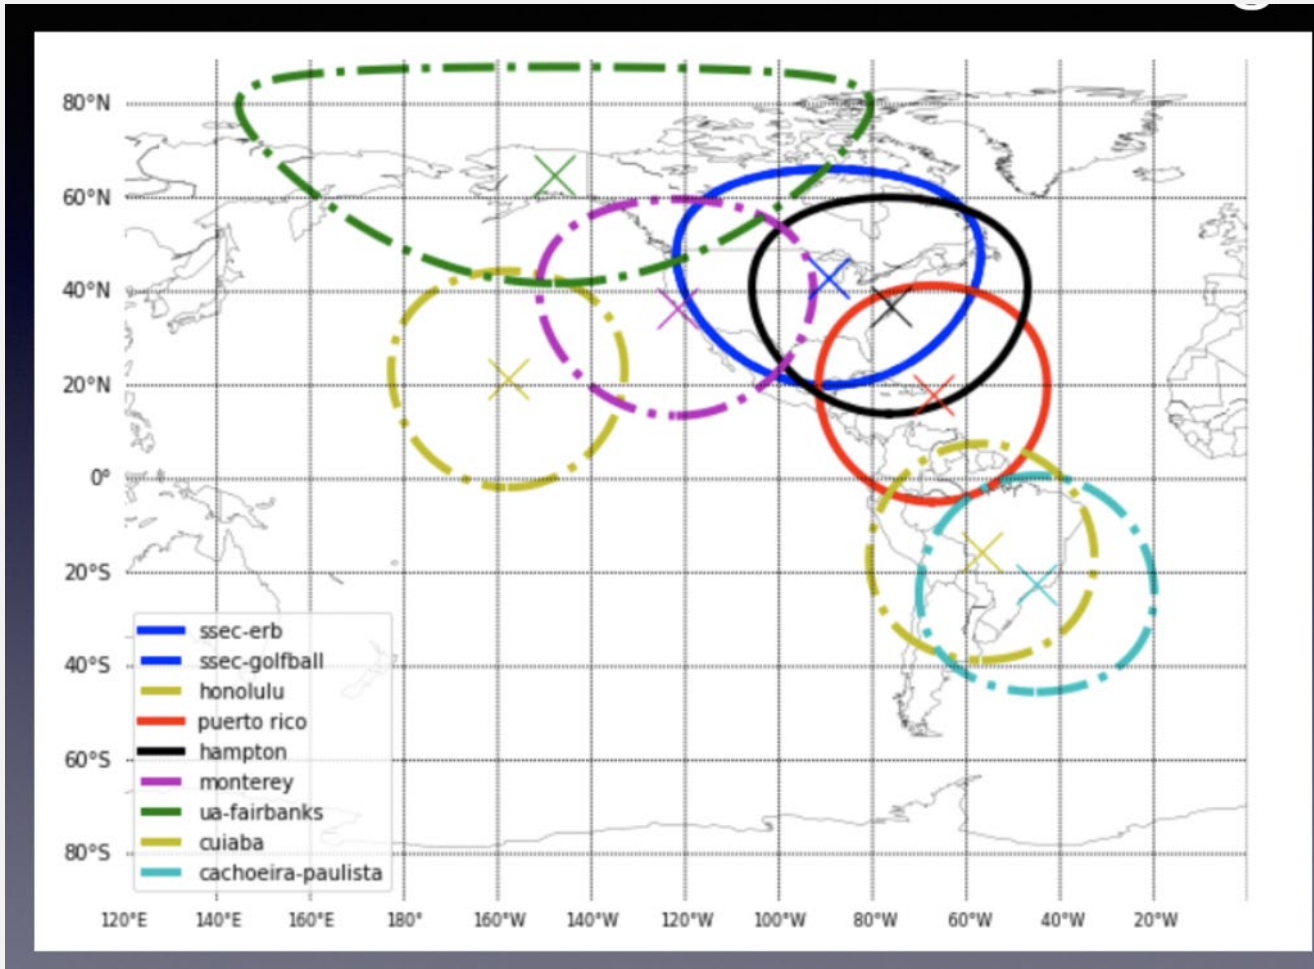 80°N
60°N
40°N
20°N
0°
20°S
40°S
60°S
80°S
ssec-erb
ssec-golfball
honolulu
puerto rico
hampton
monterey
ua-fairbanks
cuiaba
cachoeira-paulista
120°E 140°E 160°E 180° 160°W 140°W 120°W 100°W 80°W 60°W 40°W 20°W